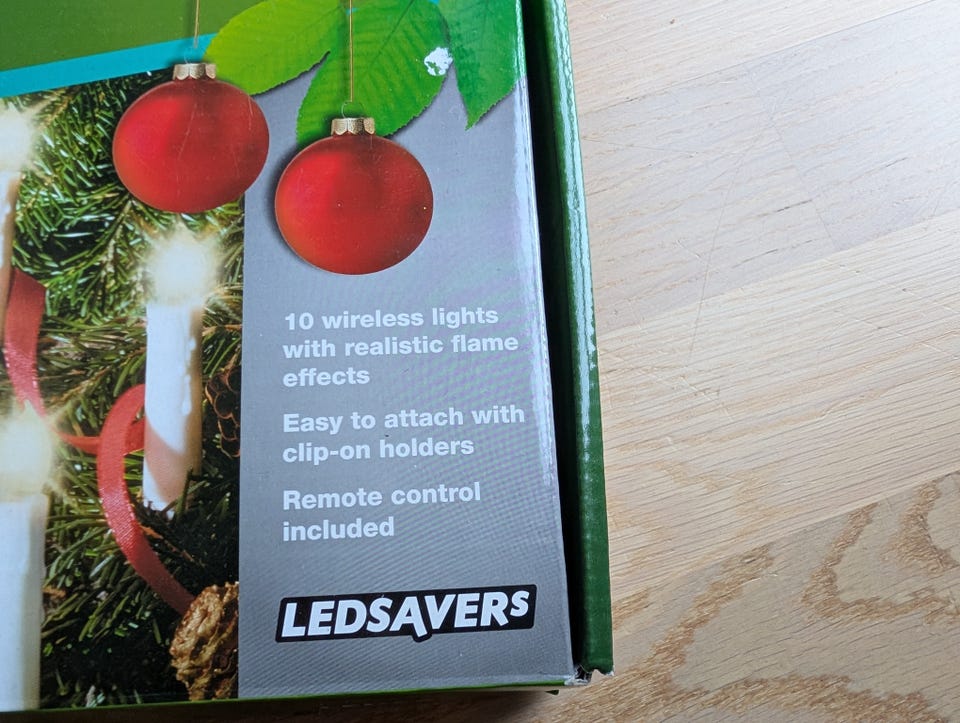 10 wireless lights
with realistic flame
effects
Easy to attach with
clip-on holders
Remote control
included
LEDSAVERS